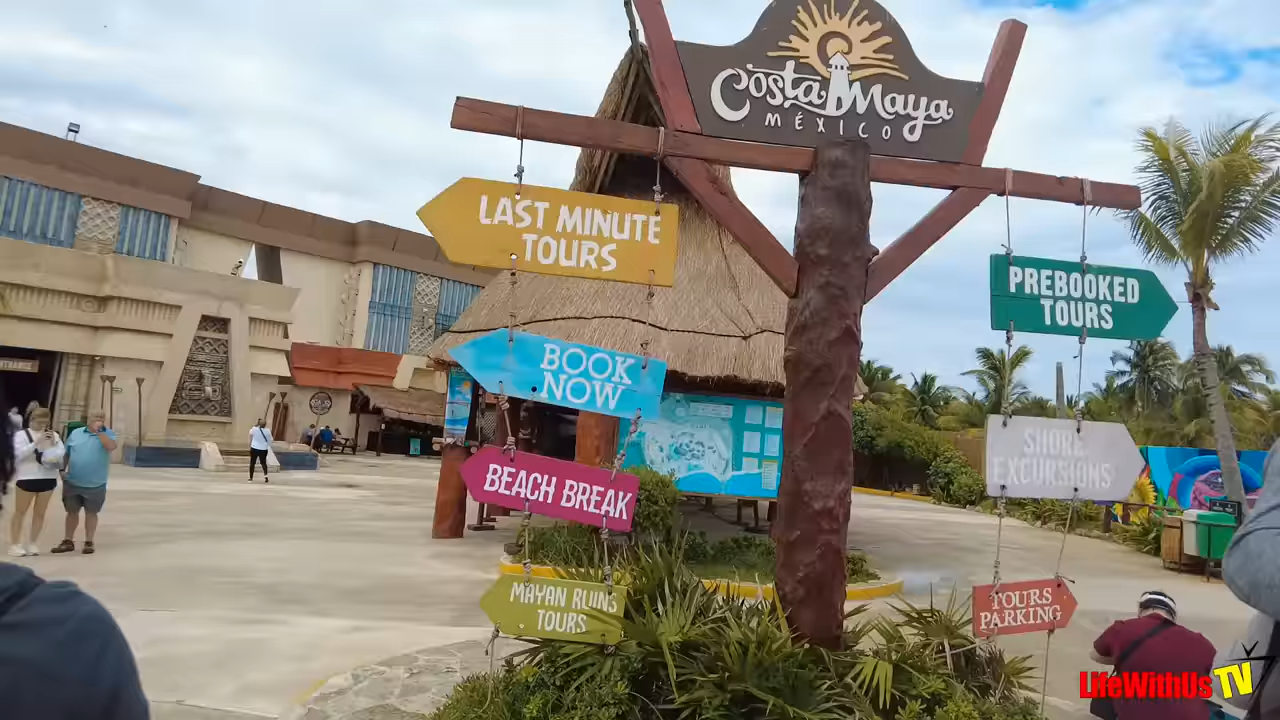 Costa Maya
MÉXICO
LAST MINUTE
TOURS
PREBOOKED
TOURS
BOOK
NOW
SHORE
EXCURSIONS
BEACH BREAK
MAYAN RUINS
TOURS
TOURS
PARKING
LifeWithUs TV